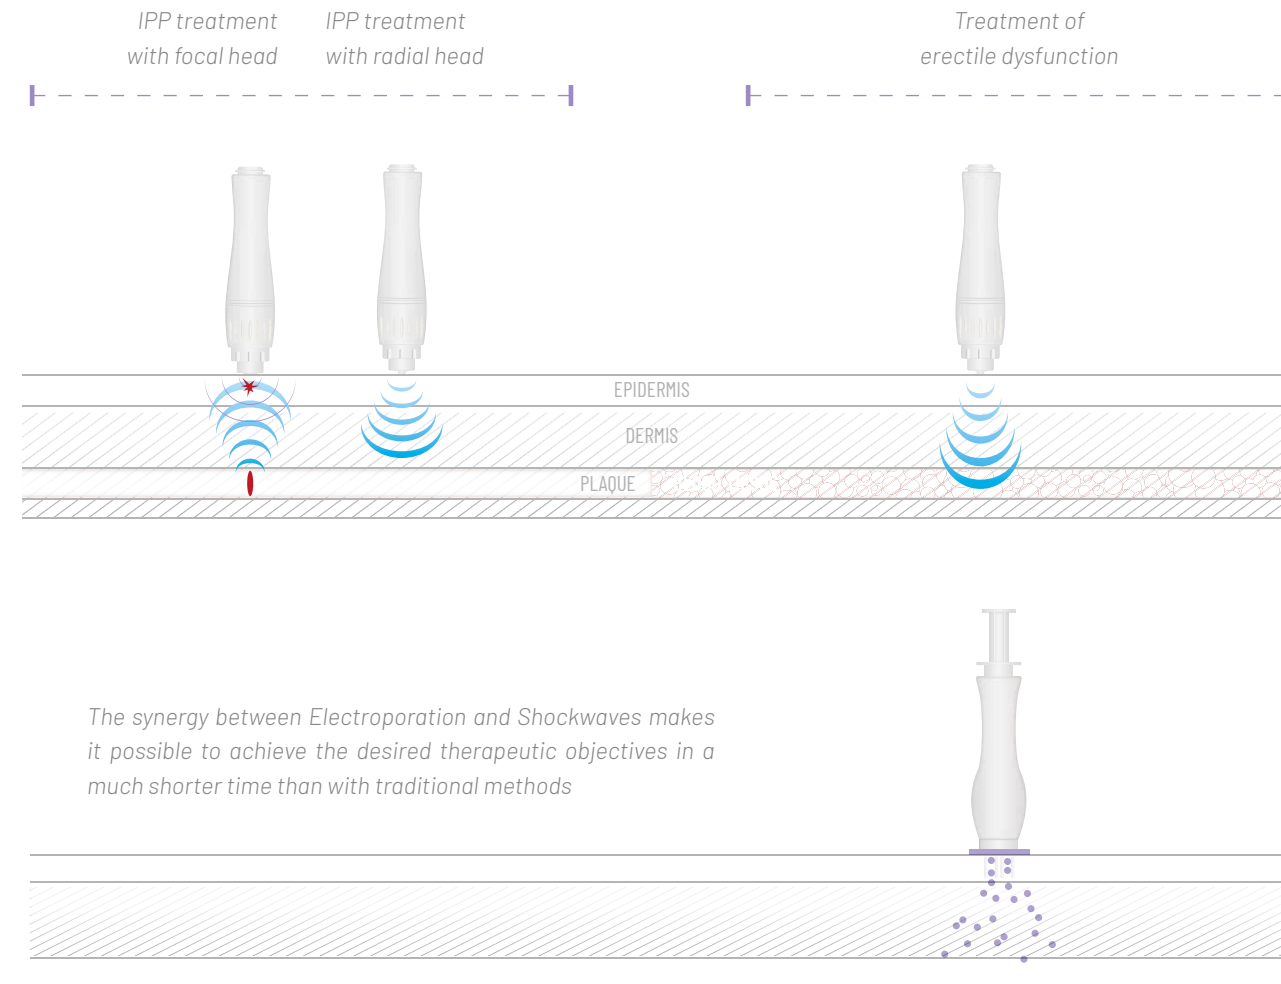 IPP treatment
with focal head
IPP treatment
with radial head
Treatment of
erectile dysfunction
EPIDERMIS
DERMIS
PLAQUE
The synergy between Electroporation and Shockwaves makes
it possible to achieve the desired therapeutic objectives in a
much shorter time than with traditional methods